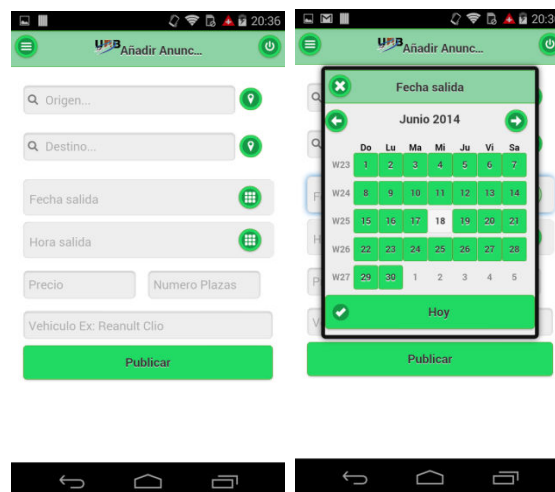 20:36
UAB Añadir Anunc...
Origen...
Destino...
Fecha salida
Hora salida
Precio
Numero Plazas
Vehiculo Ex: Reanult Clio
Publicar
20:3
Añadir Anunc...
Fecha salida
Junio 2014
Do Lu Ma Mi Ju Vi Sa
W23 1 2 3 4 5 6 7
W24 8 9 10 11 12 13 14
W25 15 16 17 18 19 20 21
W26 22 23 24 25 26 27 28
W27 29 30 1 2 3 4 5
Hoy
Publicar